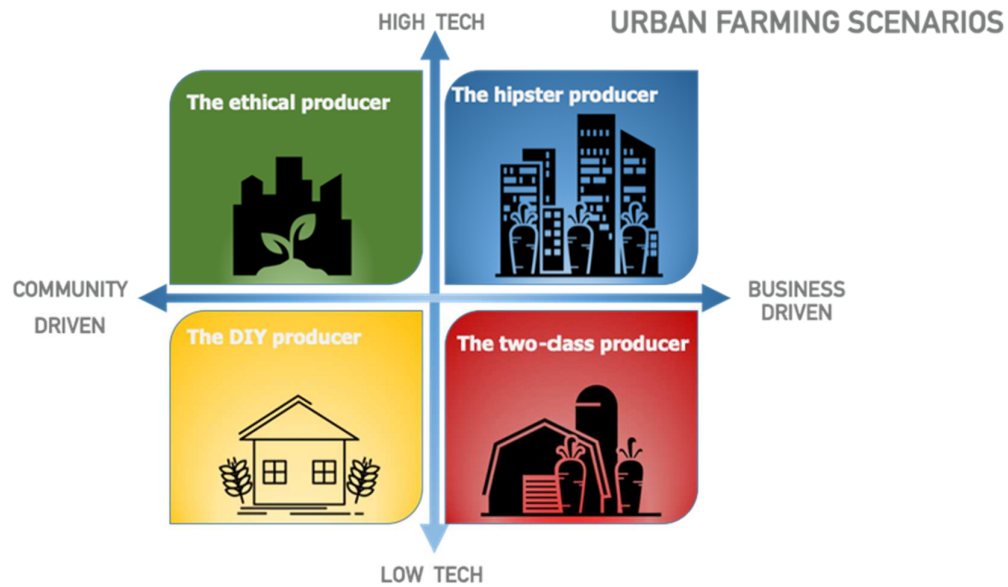 HIGH TECH
URBAN FARMING SCENARIOS
The ethical producer
The hipster producer
COMMUNITY
DRIVEN
BUSINESS
DRIVEN
The DIY producer
The two-class producer
LOW TECH